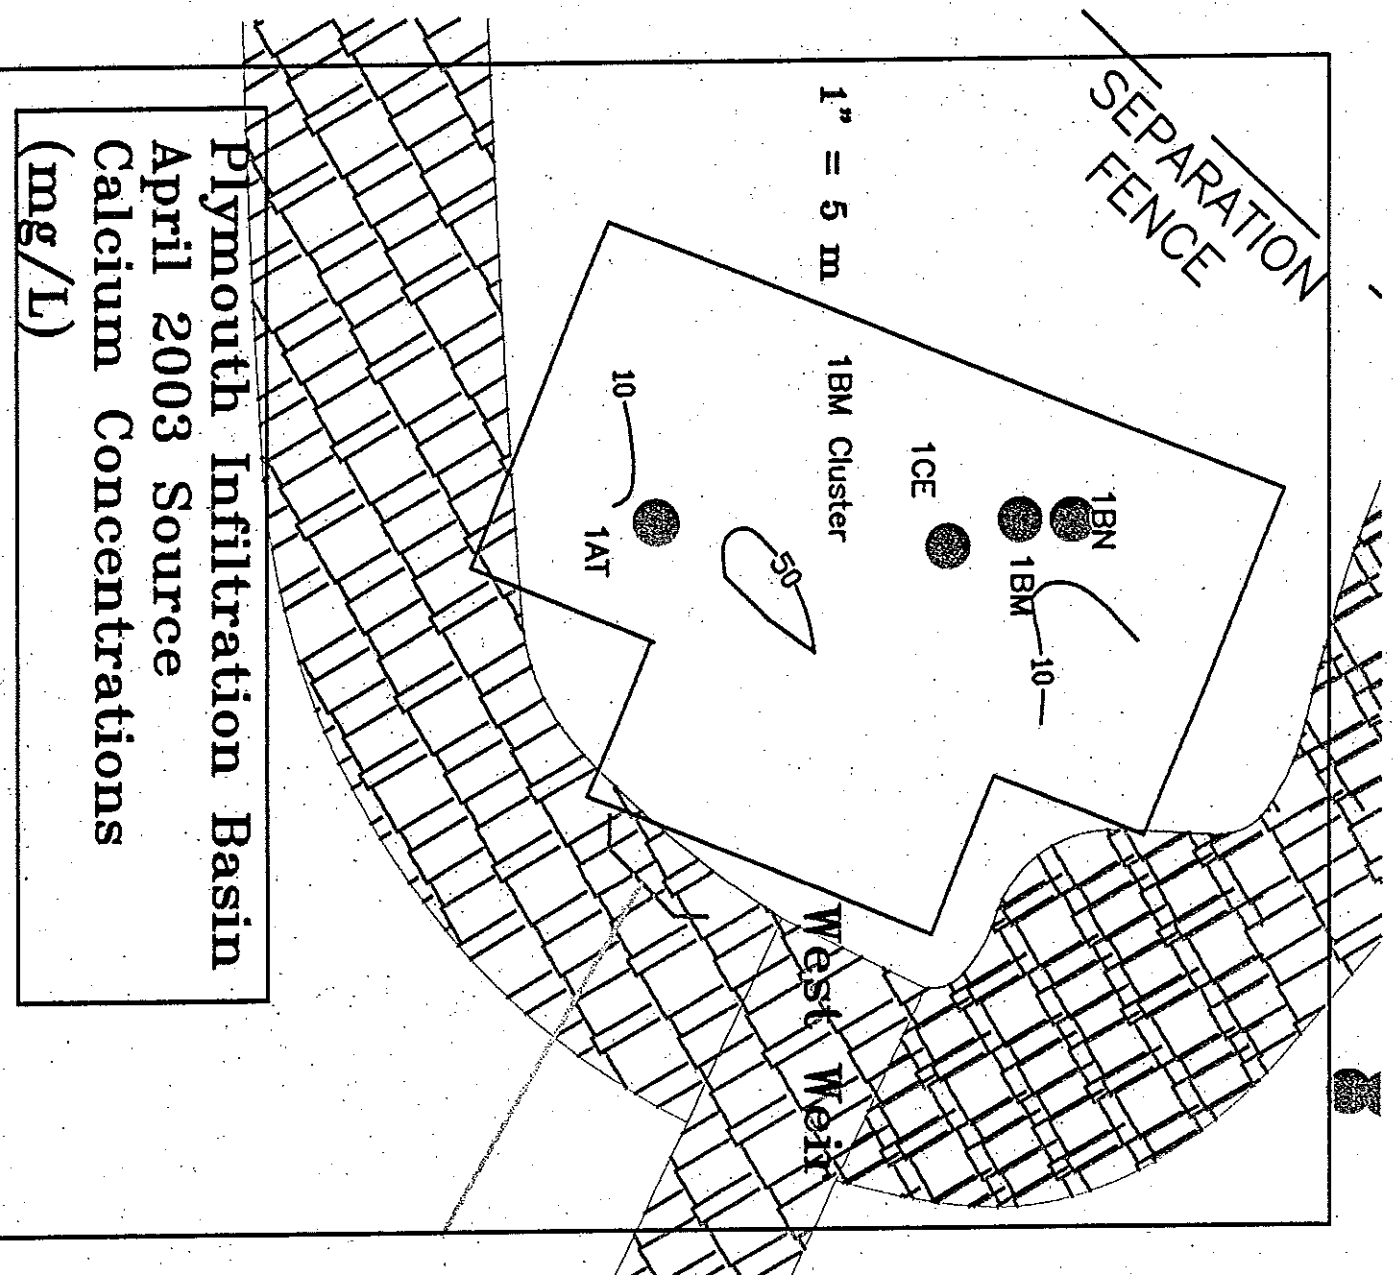 SEPARATION
FENCE
1" = 5 m
1BN
1BM
10
1CE
1BM Cluster
50
10
1AT
West Weir
Plymouth Infiltration Basin
April 2003 Source
Calcium Concentrations
(mg/L)